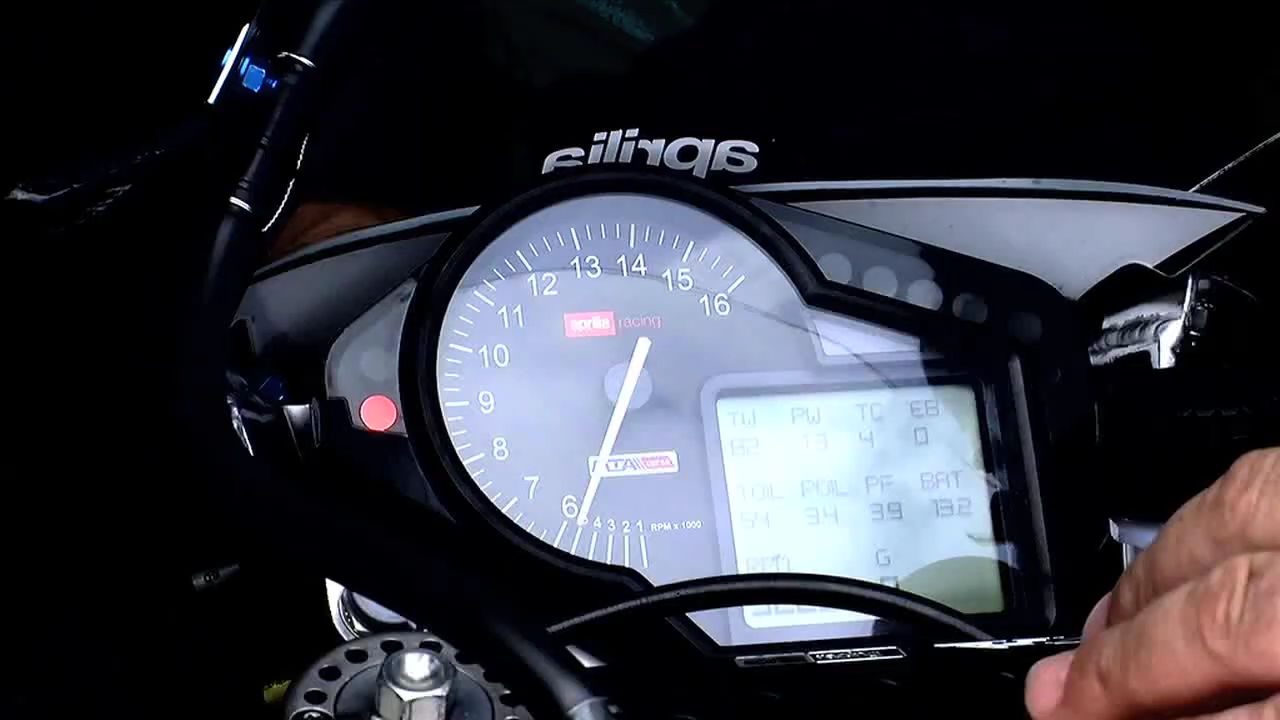 aprilia
13 14 15
12 16
11
aprilia racing
10
9
8
7
6
4 3 2 1 RPM x 1000
TW PW TC EB
82 13 4 0
TOIL POIL PF BAT
54 3.4 3.9 13.2
RPM G